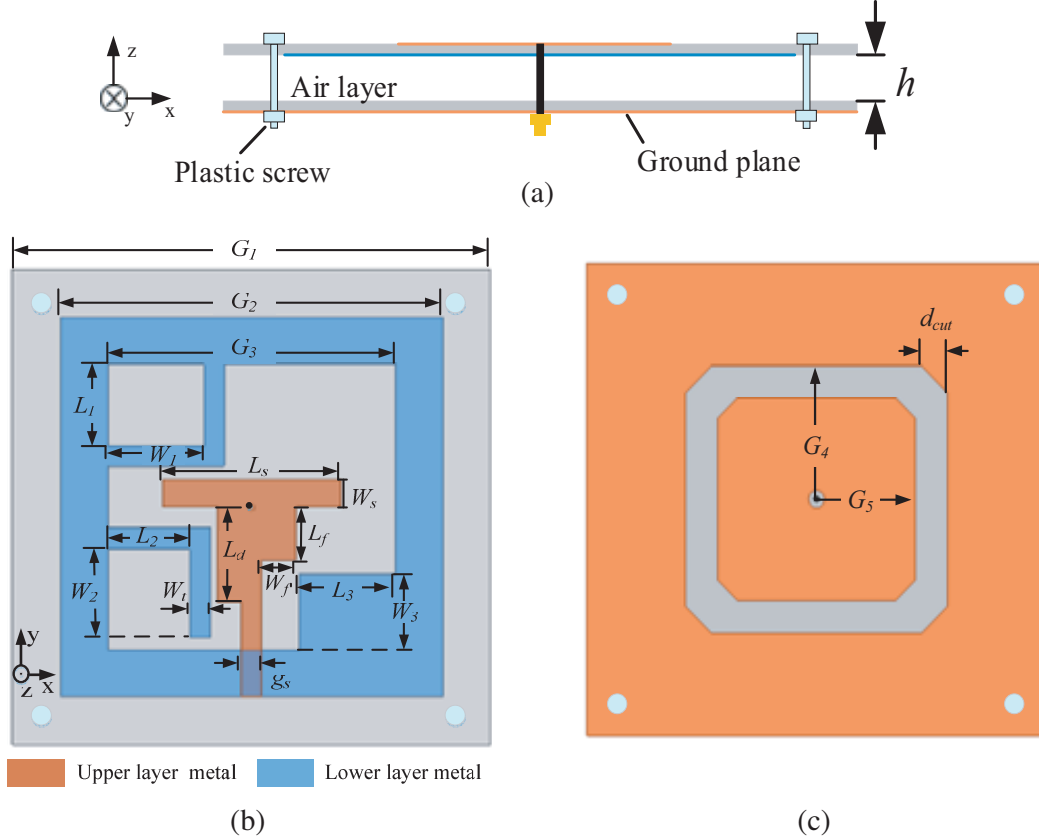 z
x
y
Air layer
h
Plastic screw
Ground plane
(a)
G1
G2
G3
L1
W1
Ls
Ws
L2
Ld
Lf
W2
Wt
Wf
L3
W3
gs
y
x
z
dcut
G4
G5
Upper layer metal
Lower layer metal
(b)
(c)